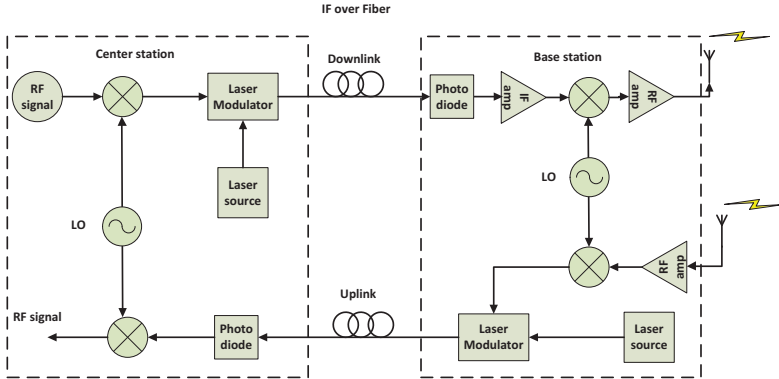 IF over Fiber
Center station
Downlink
Base station
RF
signal
Laser
Modulator
Photo
diode
IF
amp
RF
amp
Laser
source
LO
LO
RF
amp
RF signal
Uplink
Photo
diode
Laser
Modulator
Laser
source